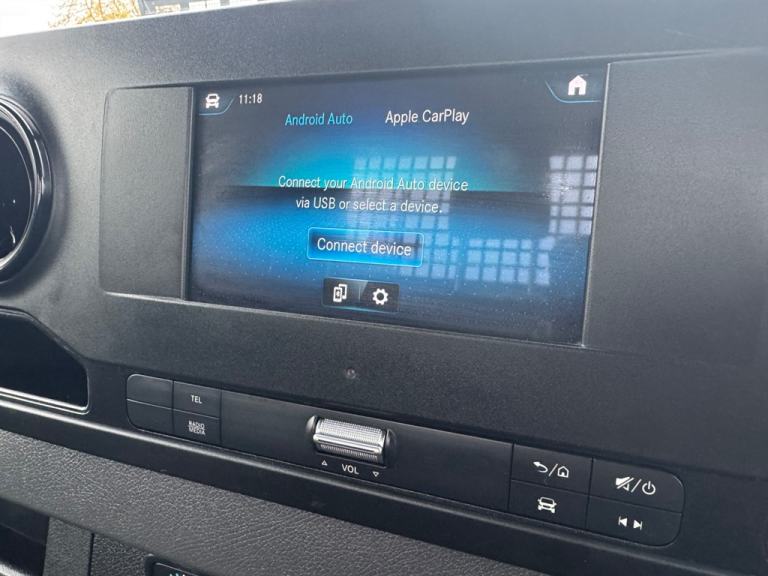 11:18
Android Auto
Apple CarPlay
Connect your Android Auto device
via USB or select a device.
Connect device
TEL
RADIO
MEDIA
VOL